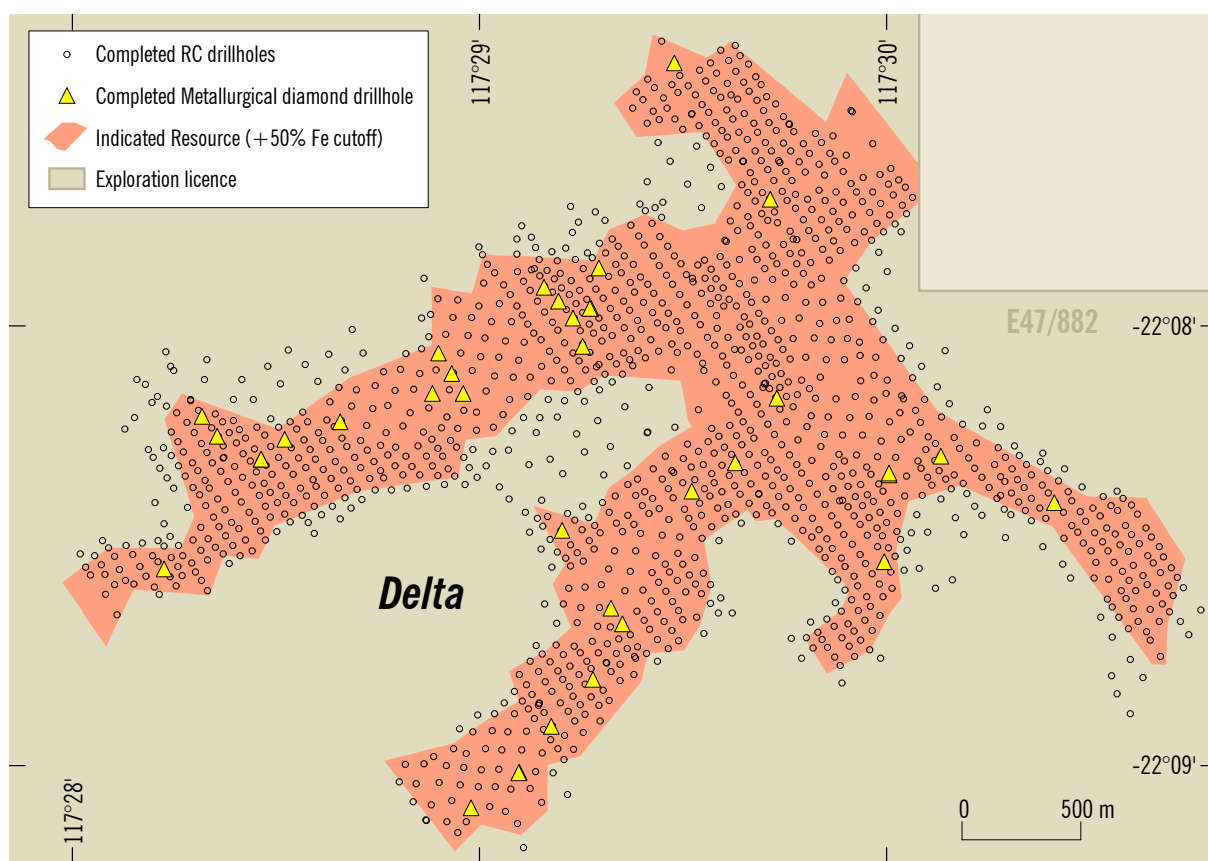 Completed RC drillholes
Completed Metallurgical diamond drillhole
Indicated Resource (+50% Fe cutoff)
Exploration licence
117°29'
117°30'
E47/882
-22°08'
Delta
117°28'
-22°09'
0 500 m